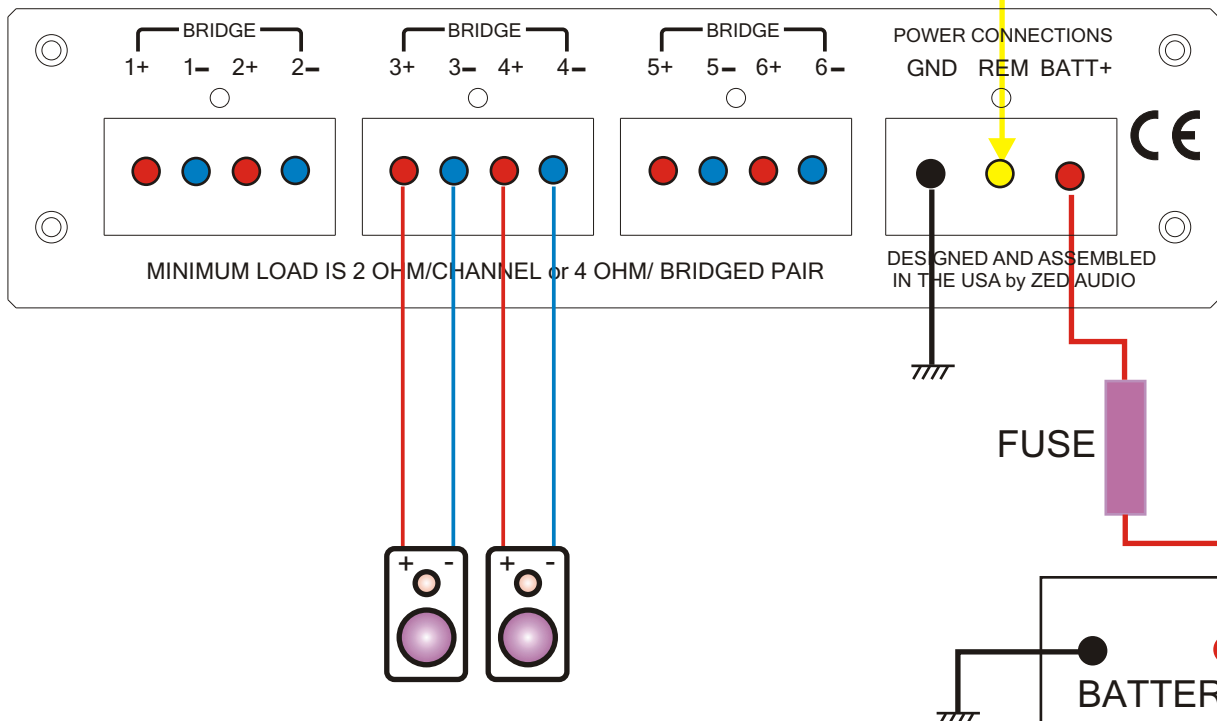 BRIDGE BRIDGE BRIDGE POWER CONNECTIONS
1+ 1– 2+ 2– 3+ 3– 4+ 4– 5+ 5– 6+ 6– GND REM BATT+
CE
MINIMUM LOAD IS 2 OHM/CHANNEL or 4 OHM/ BRIDGED PAIR
DESIGNED AND ASSEMBLED
IN THE USA by ZED AUDIO
FUSE
+ - + -
BATTER